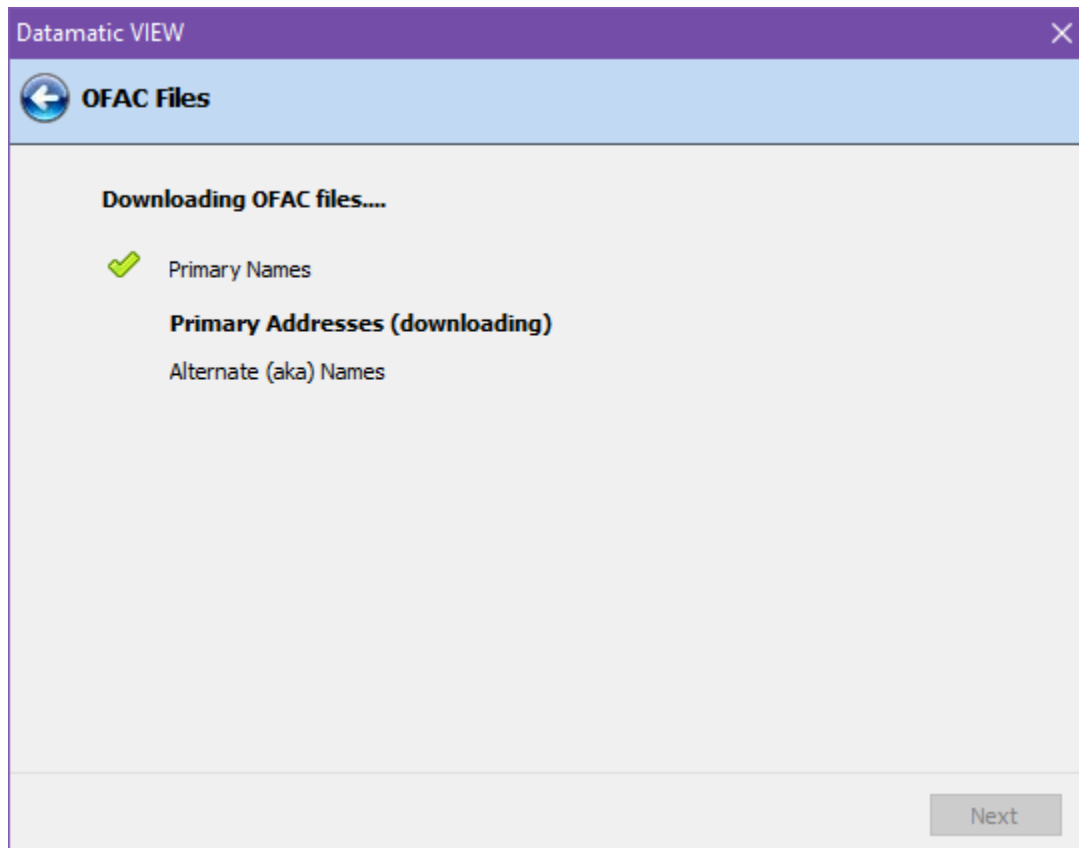 Datamatic VIEW
OFAC Files
Downloading OFAC files....
Primary Names
Primary Addresses (downloading)
Alternate (aka) Names
Next